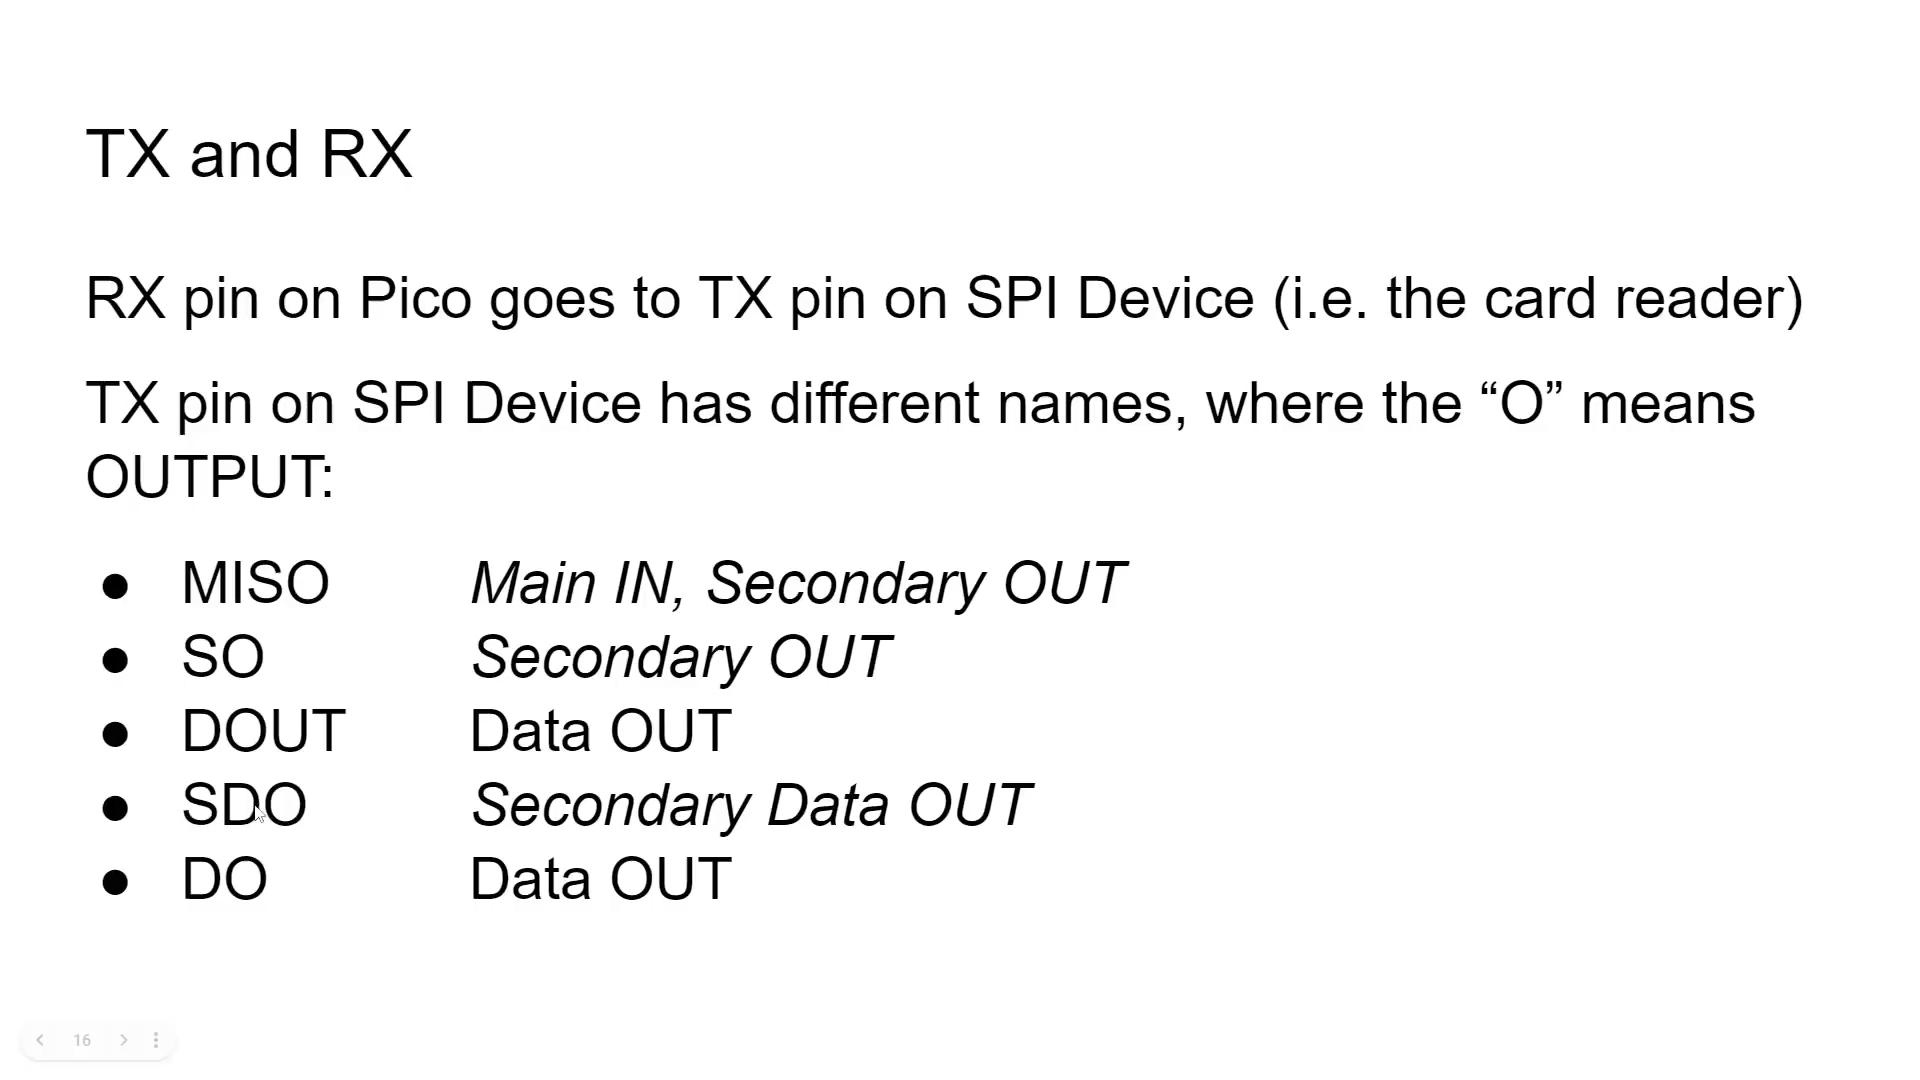 TX and RX
RX pin on Pico goes to TX pin on SPI Device (i.e. the card reader)
TX pin on SPI Device has different names, where the “O” means
OUTPUT:
● MISO Main IN, Secondary OUT
● SO Secondary OUT
● DOUT Data OUT
● SDO Secondary Data OUT
● DO Data OUT
16